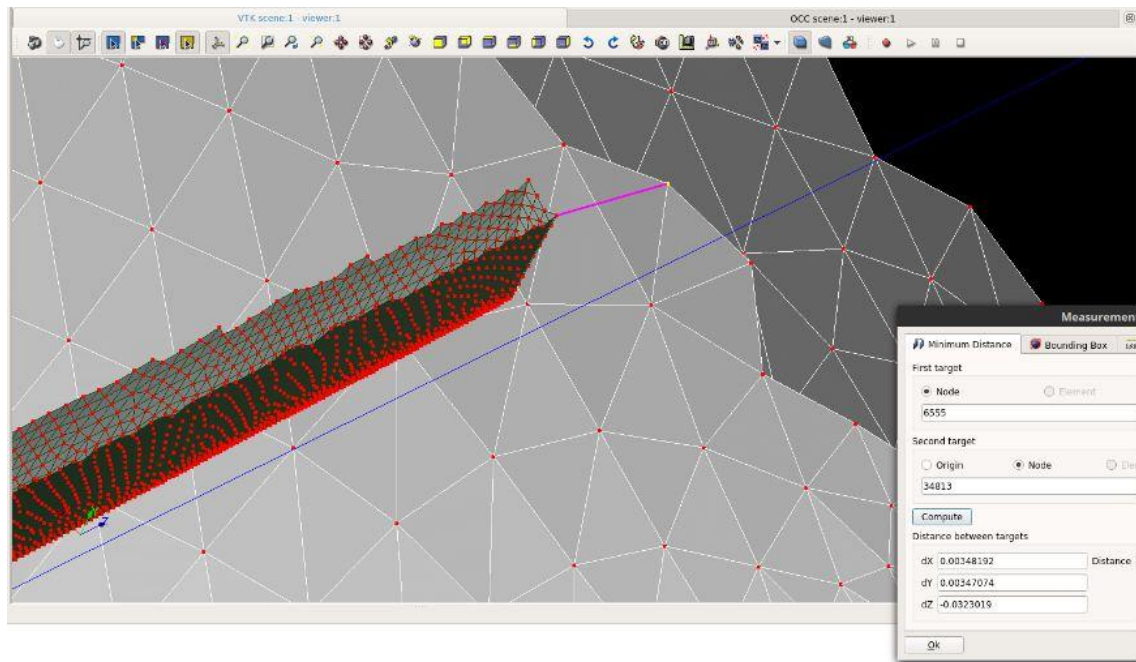 VTK scene:1 - viewer:1
OCC scene:1 - viewer:1
Measuremen
Minimum Distance
Bounding Box
First target
Node
Element
6555
Second target
Origin
Node
Ele
34813
Compute
Distance between targets
dX 0.00348192
Distance
dY 0.00347074
dZ -0.0323019
Ok